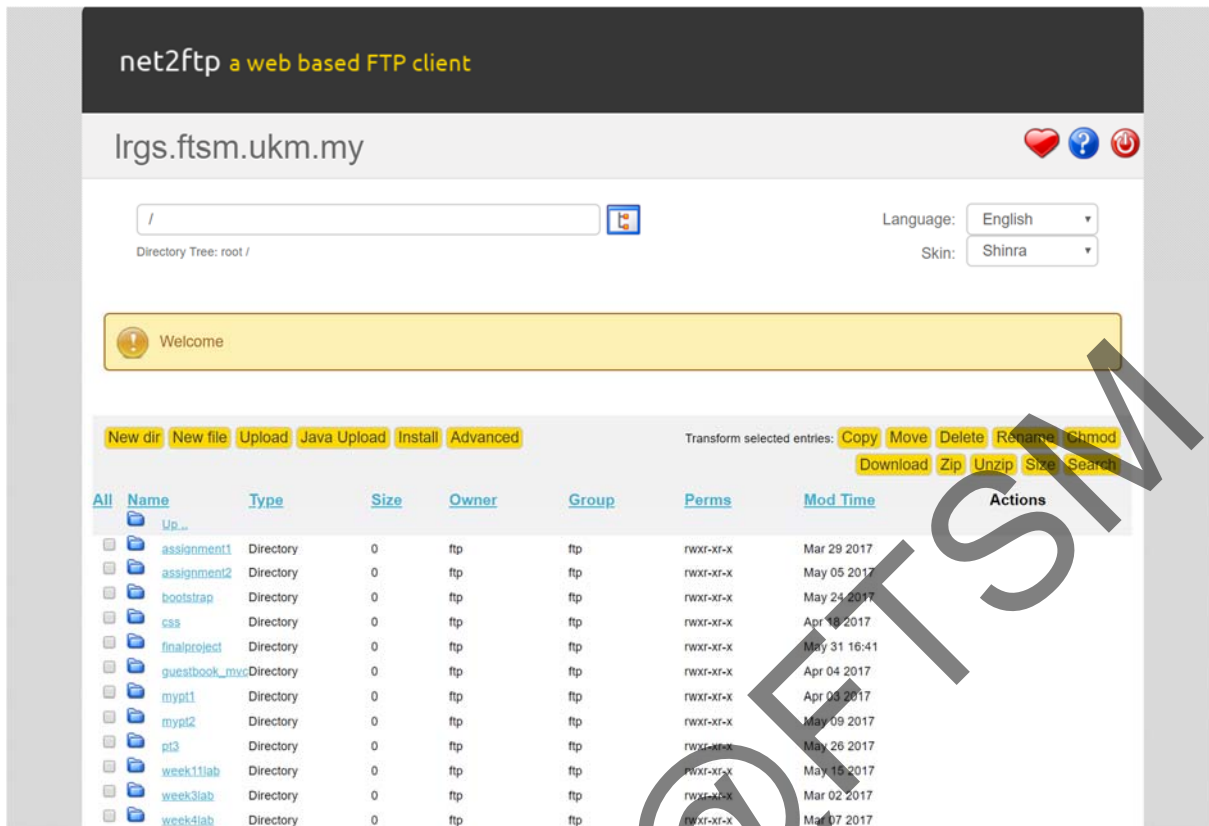 net2ftp a web based FTP client
lrgs.ftsm.ukm.my
/
Language: English
Directory Tree: root /
Skin: Shinra
Welcome
New dir New file Upload Java Upload Install Advanced Transform selected entries: Copy Move Delete Rename Chmod
Download Zip Unzip Size Search
All Name Type Size Owner Group Perms Mod Time Actions
Up ..
assignment1 Directory 0 ftp ftp rwxr-xr-x Mar 29 2017
assignment2 Directory 0 ftp ftp rwxr-xr-x May 05 2017
bootstrap Directory 0 ftp ftp rwxr-xr-x May 24 2017
css Directory 0 ftp ftp rwxr-xr-x Apr 18 2017
finalproject Directory 0 ftp ftp rwxr-xr-x May 31 16:41
guestbook_mvc Directory 0 ftp ftp rwxr-xr-x Apr 04 2017
mypt1 Directory 0 ftp ftp rwxr-xr-x Apr 03 2017
mypt2 Directory 0 ftp ftp rwxr-xr-x May 09 2017
pt3 Directory 0 ftp ftp rwxr-xr-x May 26 2017
week11lab Directory 0 ftp ftp rwxr-xr-x May 15 2017
week3lab Directory 0 ftp ftp rwxr-xr-x Mar 02 2017
week4lab Directory 0 ftp ftp rwxr-xr-x Mar 07 2017
@FTSM